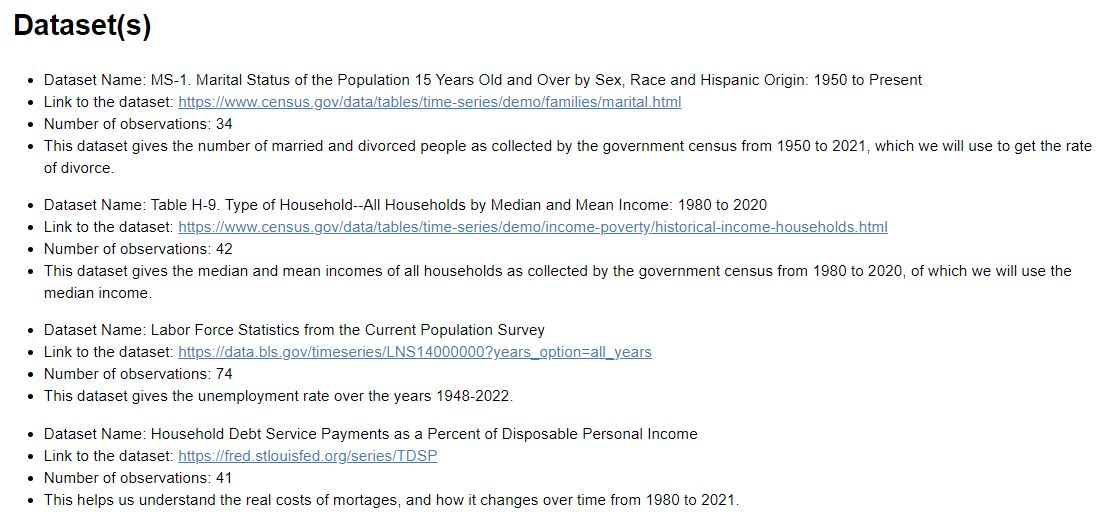 Dataset(s)
• Dataset Name: MS-1. Marital Status of the Population 15 Years Old and Over by Sex, Race and Hispanic Origin: 1950 to Present
• Link to the dataset: https://www.census.gov/data/tables/time-series/demo/families/marital.html
• Number of observations: 34
• This dataset gives the number of married and divorced people as collected by the government census from 1950 to 2021, which we will use to get the rate
of divorce.
• Dataset Name: Table H-9. Type of Household--All Households by Median and Mean Income: 1980 to 2020
• Link to the dataset: https://www.census.gov/data/tables/time-series/demo/income-poverty/historical-income-households.html
• Number of observations: 42
• This dataset gives the median and mean incomes of all households as collected by the government census from 1980 to 2020, of which we will use the
median income.
• Dataset Name: Labor Force Statistics from the Current Population Survey
• Link to the dataset: https://data.bls.gov/timeseries/LNS14000000?years_option=all_years
• Number of observations: 74
• This dataset gives the unemployment rate over the years 1948-2022.
• Dataset Name: Household Debt Service Payments as a Percent of Disposable Personal Income
• Link to the dataset: https://fred.stlouisfed.org/series/TDSP
• Number of observations: 41
• This helps us understand the real costs of mortages, and how it changes over time from 1980 to 2021.